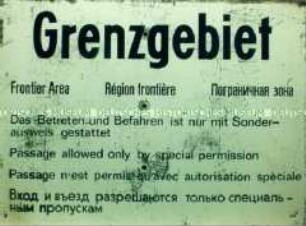 Grenzgebiet
Frontier Area Région frontière Пограничная зона
Das Betreten und Befahren ist nur mit Sonder-
ausweis gestattet
Passage allowed only by special permission
Passage n'est permis qu'avec autorisation spéciale
Вход и въезд разрешаются только специаль-
ным пропускам